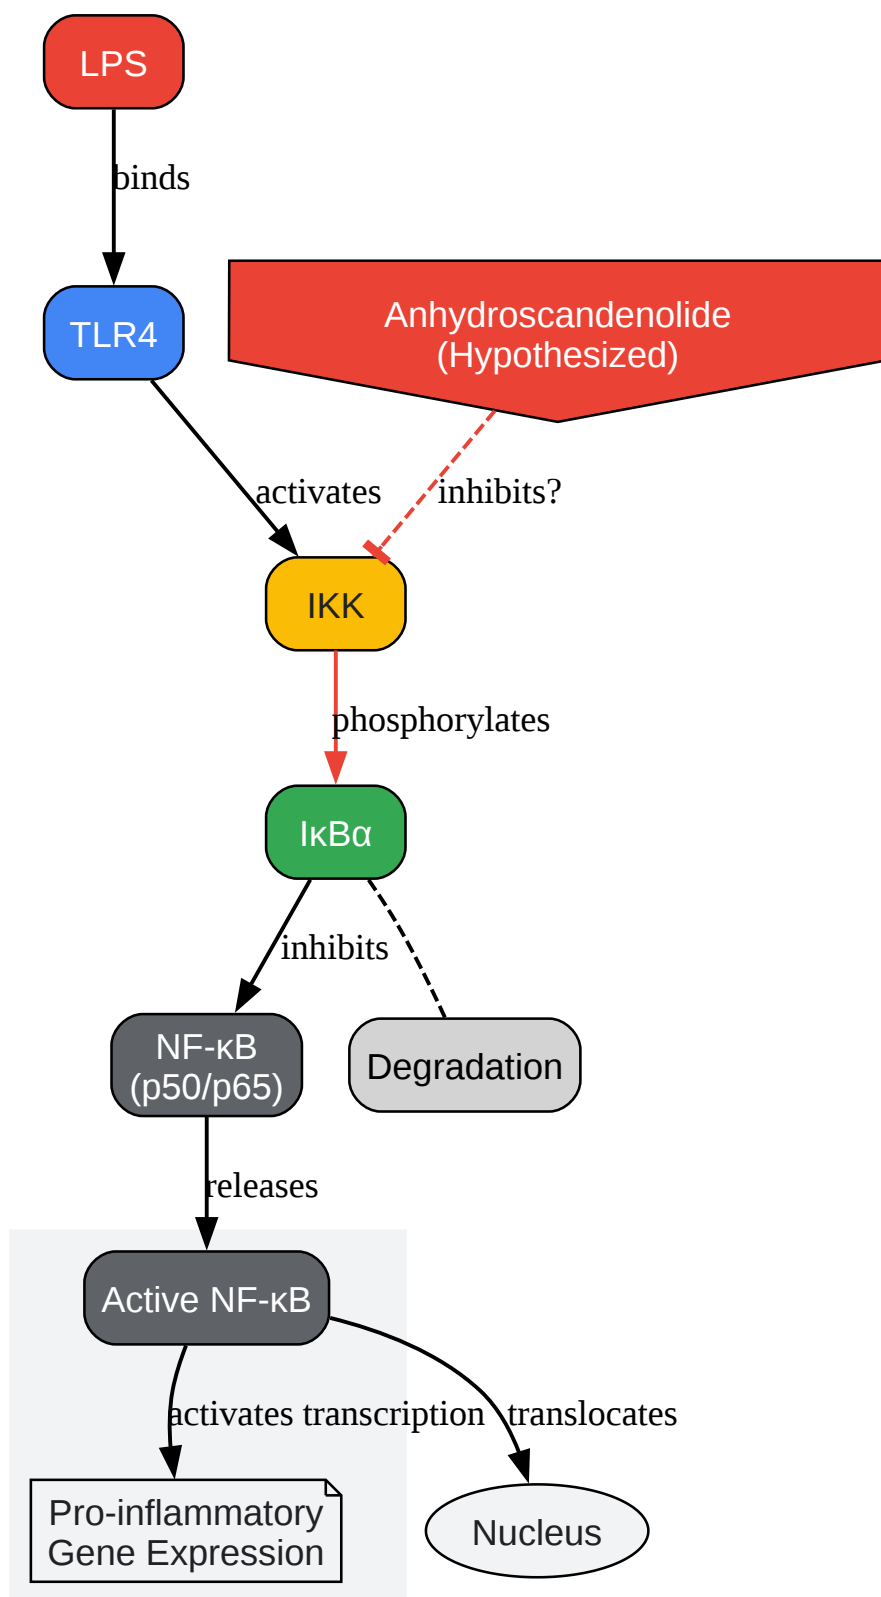 LPS
binds
TLR4
Anhydroscandenolide
(Hypothesized)
activates
inhibits?
IKK
phosphorylates
IκBα
inhibits
NF-κB
(p50/p65)
Degradation
releases
Active NF-κB
activates transcription
translocates
Pro-inflammatory
Gene Expression
Nucleus